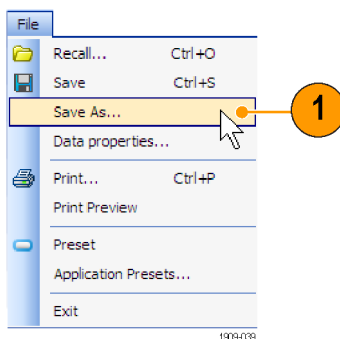 File
Recall... Ctrl+O
Save Ctrl+S
Save As...
1
Data properties...
Print... Ctrl+P
Print Preview
Preset
Application Presets...
Exit
1909-039